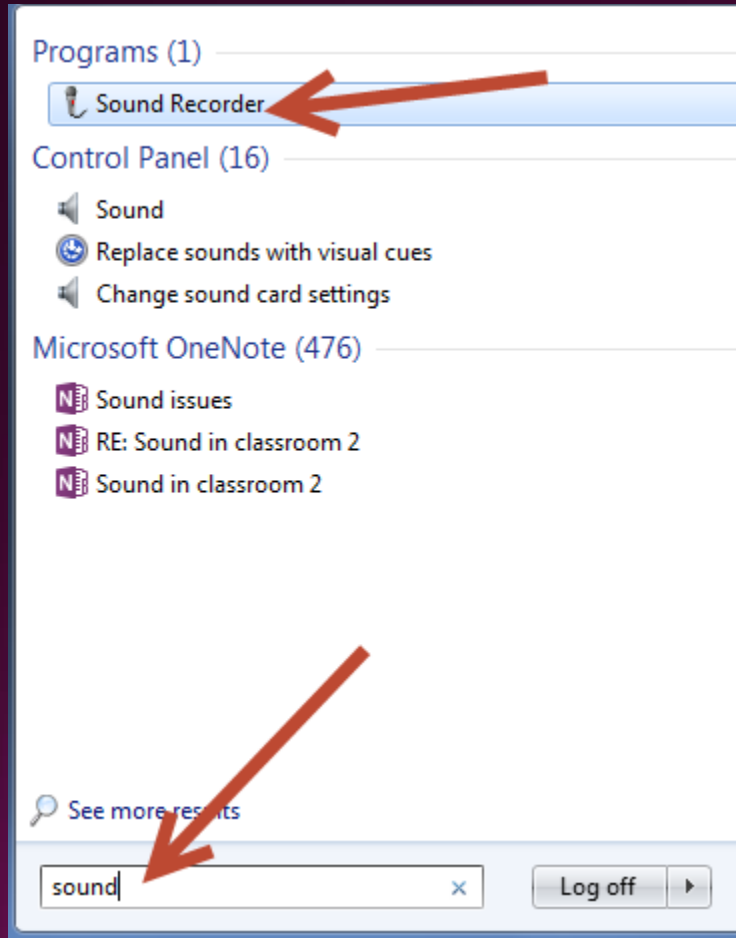 Programs (1)
Sound Recorder
Control Panel (16)
Sound
Replace sounds with visual cues
Change sound card settings
Microsoft OneNote (476)
Sound issues
RE: Sound in classroom 2
Sound in classroom 2
See more results
sound
Log off